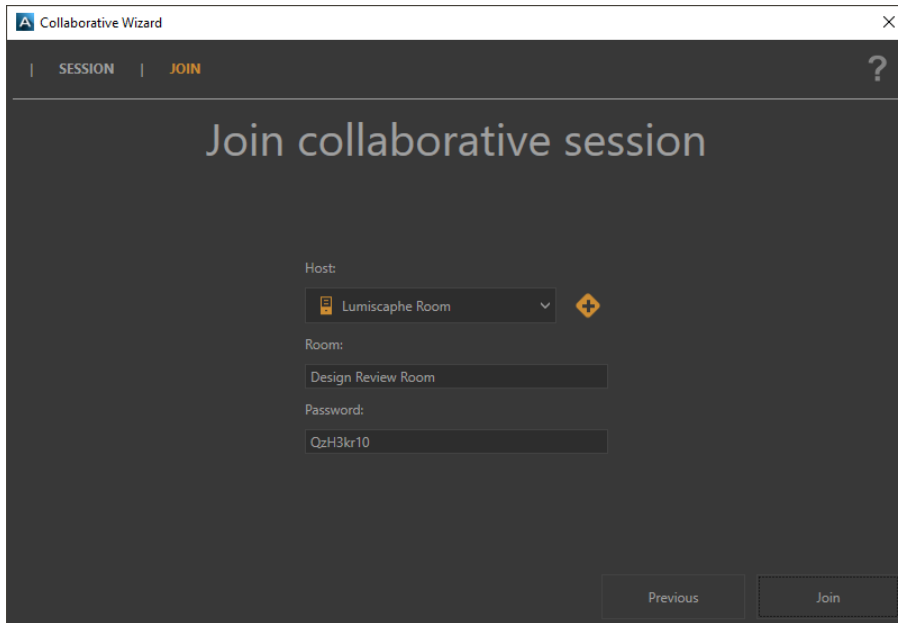 Collaborative Wizard
| SESSION | JOIN
?
Join collaborative session
Host:
Lumiscaphe Room
Room:
Design Review Room
Password:
QzH3kr10
Previous Join